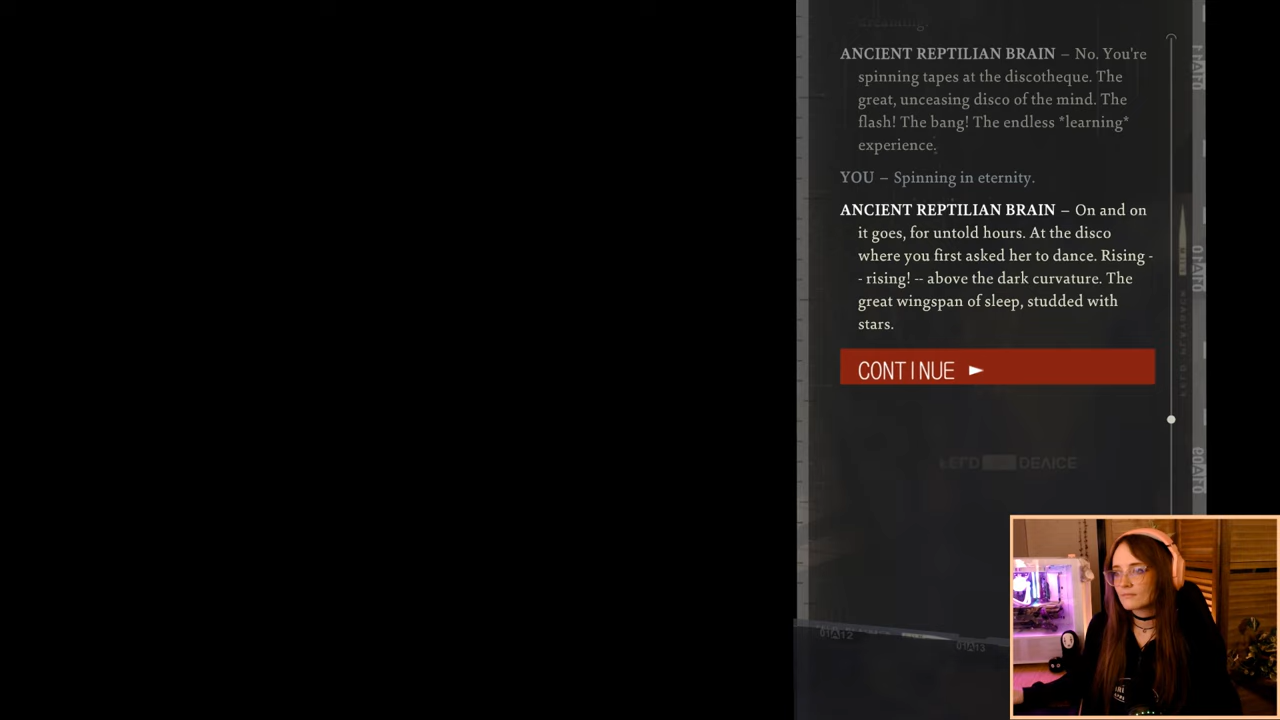 dreaming?
ANCIENT REPTILIAN BRAIN – No. You're
spinning tapes at the discotheque. The
great, unceasing disco of the mind. The
flash! The bang! The endless *learning*
experience.
YOU – Spinning in eternity.
ANCIENT REPTILIAN BRAIN – On and on
it goes, for untold hours. At the disco
where you first asked her to dance. Rising -
- rising! -- above the dark curvature. The
great wingspan of sleep, studded with
stars.
CONTINUE ►
01A12
01A13